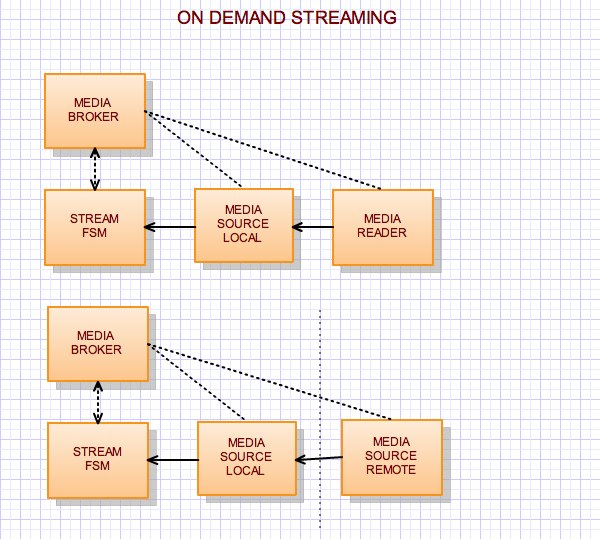 ON DEMAND STREAMING
MEDIA
BROKER
STREAM
FSM
MEDIA
SOURCE
LOCAL
MEDIA
READER
MEDIA
BROKER
STREAM
FSM
MEDIA
SOURCE
LOCAL
MEDIA
SOURCE
REMOTE